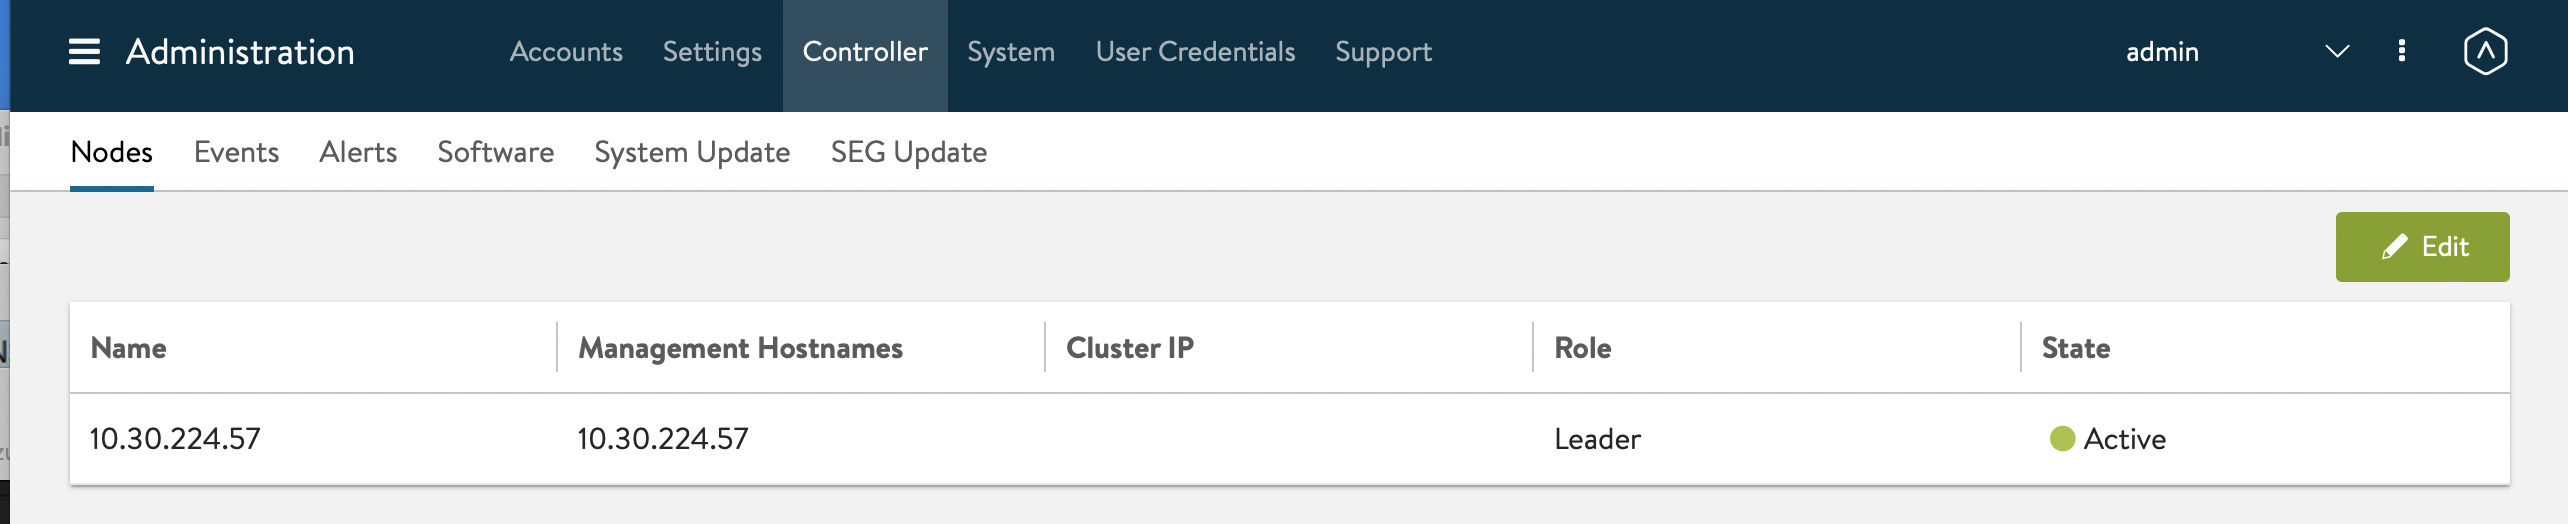 Administration Accounts Settings Controller System User Credentials Support admin
Nodes Events Alerts Software System Update SEG Update
Edit
Name Management Hostnames Cluster IP Role State
10.30.224.57 10.30.224.57 Leader Active